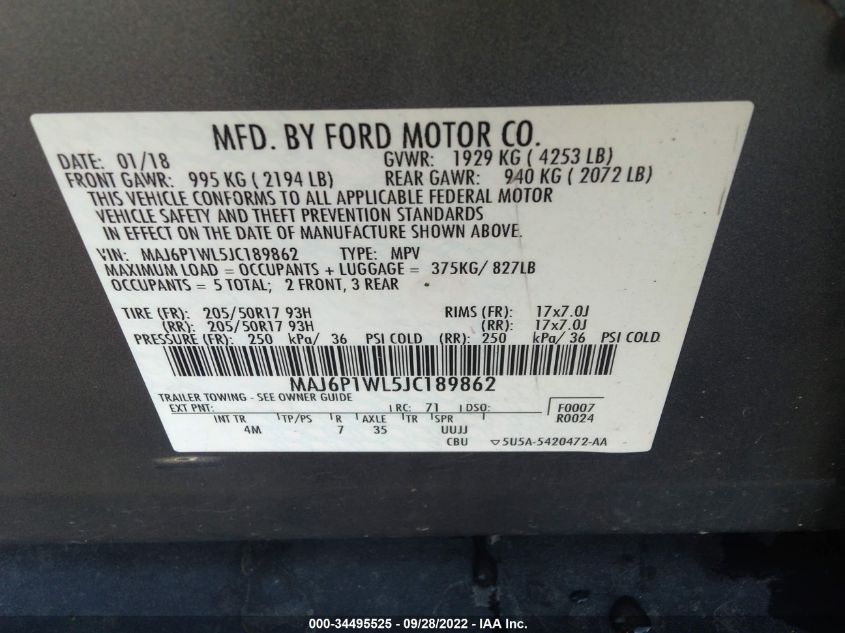 MFD. BY FORD MOTOR CO.
DATE: 01/18 GVWR: 1929 KG ( 4253 LB)
FRONT GAWR: 995 KG ( 2194 LB) REAR GAWR: 940 KG ( 2072 LB)
THIS VEHICLE CONFORMS TO ALL APPLICABLE FEDERAL MOTOR
VEHICLE SAFETY AND THEFT PREVENTION STANDARDS
IN EFFECT ON THE DATE OF MANUFACTURE SHOWN ABOVE.
VIN: MAJ6P1WL5JC189862 TYPE: MPV
MAXIMUM LOAD = OCCUPANTS + LUGGAGE = 375KG/ 827LB
OCCUPANTS = 5 TOTAL; 2 FRONT, 3 REAR
TIRE (FR): 205/50R17 93H RIMS (FR): 17x7.0J
(RR): 205/50R17 93H (RR): 17x7.0J
PRESSURE (FR): 250 kPa/ 36 PSI COLD (RR): 250 kPa/ 36 PSI COLD
MAJ6P1WL5JC189862
TRAILER TOWING - SEE OWNER GUIDE
EXT PNT: RC: 71 DSO: F0007
R0024
INT TR TP/PS R AXLE TR SPR
4M 7 35 UUJJ
CBU 5U5A-5420472-AA
000-34495525 - 09/28/2022 - IAA Inc.